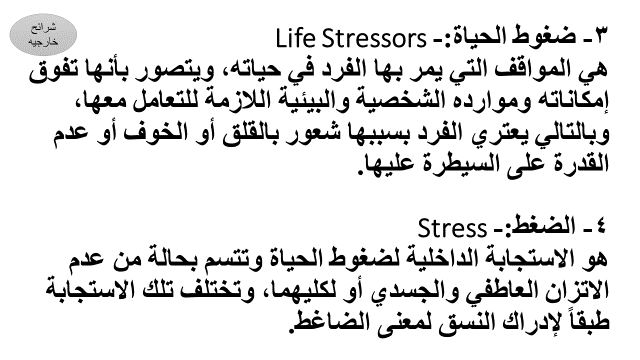 شرائح
خارجيه
٣- ضغوط الحياة:- Life Stressors
هي المواقف التي يمر بها الفرد في حياته، ويتصور بأنها تفوق
إمكاناته وموارده الشخصية والبيئية اللازمة للتعامل معها،
وبالتالي يعتري الفرد بسببها شعور بالقلق أو الخوف أو عدم
القدرة على السيطرة عليها.
٤- الضغط:- Stress
هو الاستجابة الداخلية لضغوط الحياة وتتسم بحالة من عدم
الاتزان العاطفي والجسدي أو لكليهما، وتختلف تلك الاستجابة
طبقاً لإدراك النسق لمعنى الضاغط.